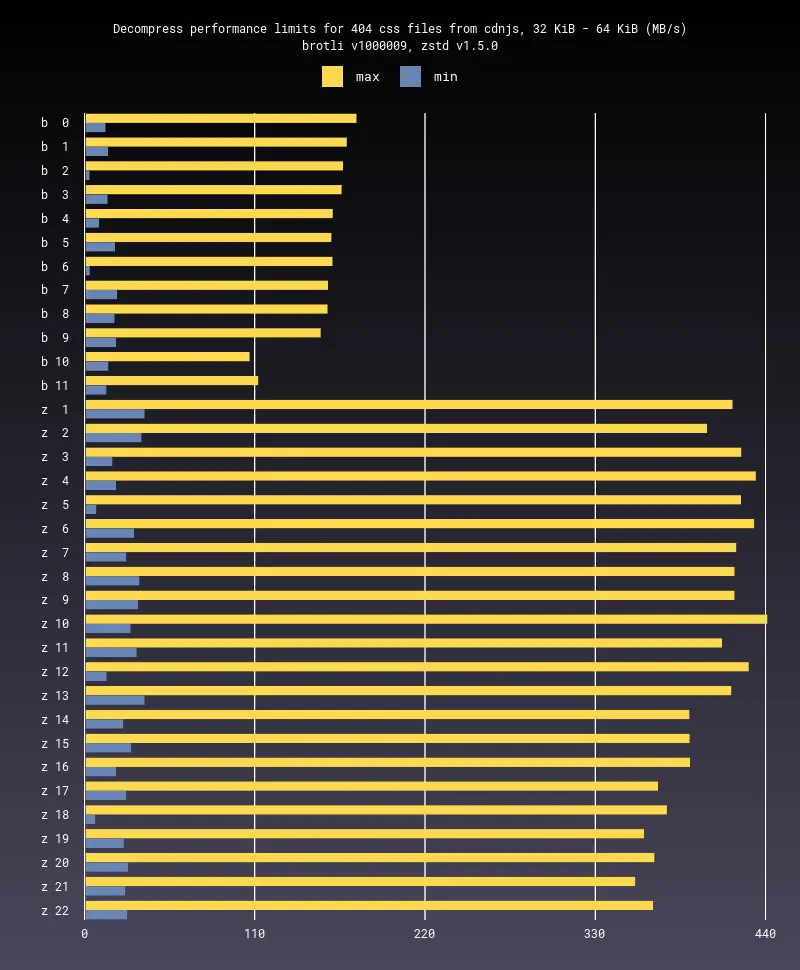 Decompress performance limits for 404 css files from cdnjs, 32 KiB - 64 KiB (MB/s)
brotli v1000009, zstd v1.5.0
max min
b 0
b 1
b 2
b 3
b 4
b 5
b 6
b 7
b 8
b 9
b 10
b 11
z 1
z 2
z 3
z 4
z 5
z 6
z 7
z 8
z 9
z 10
z 11
z 12
z 13
z 14
z 15
z 16
z 17
z 18
z 19
z 20
z 21
z 22
0 110 220 330 440